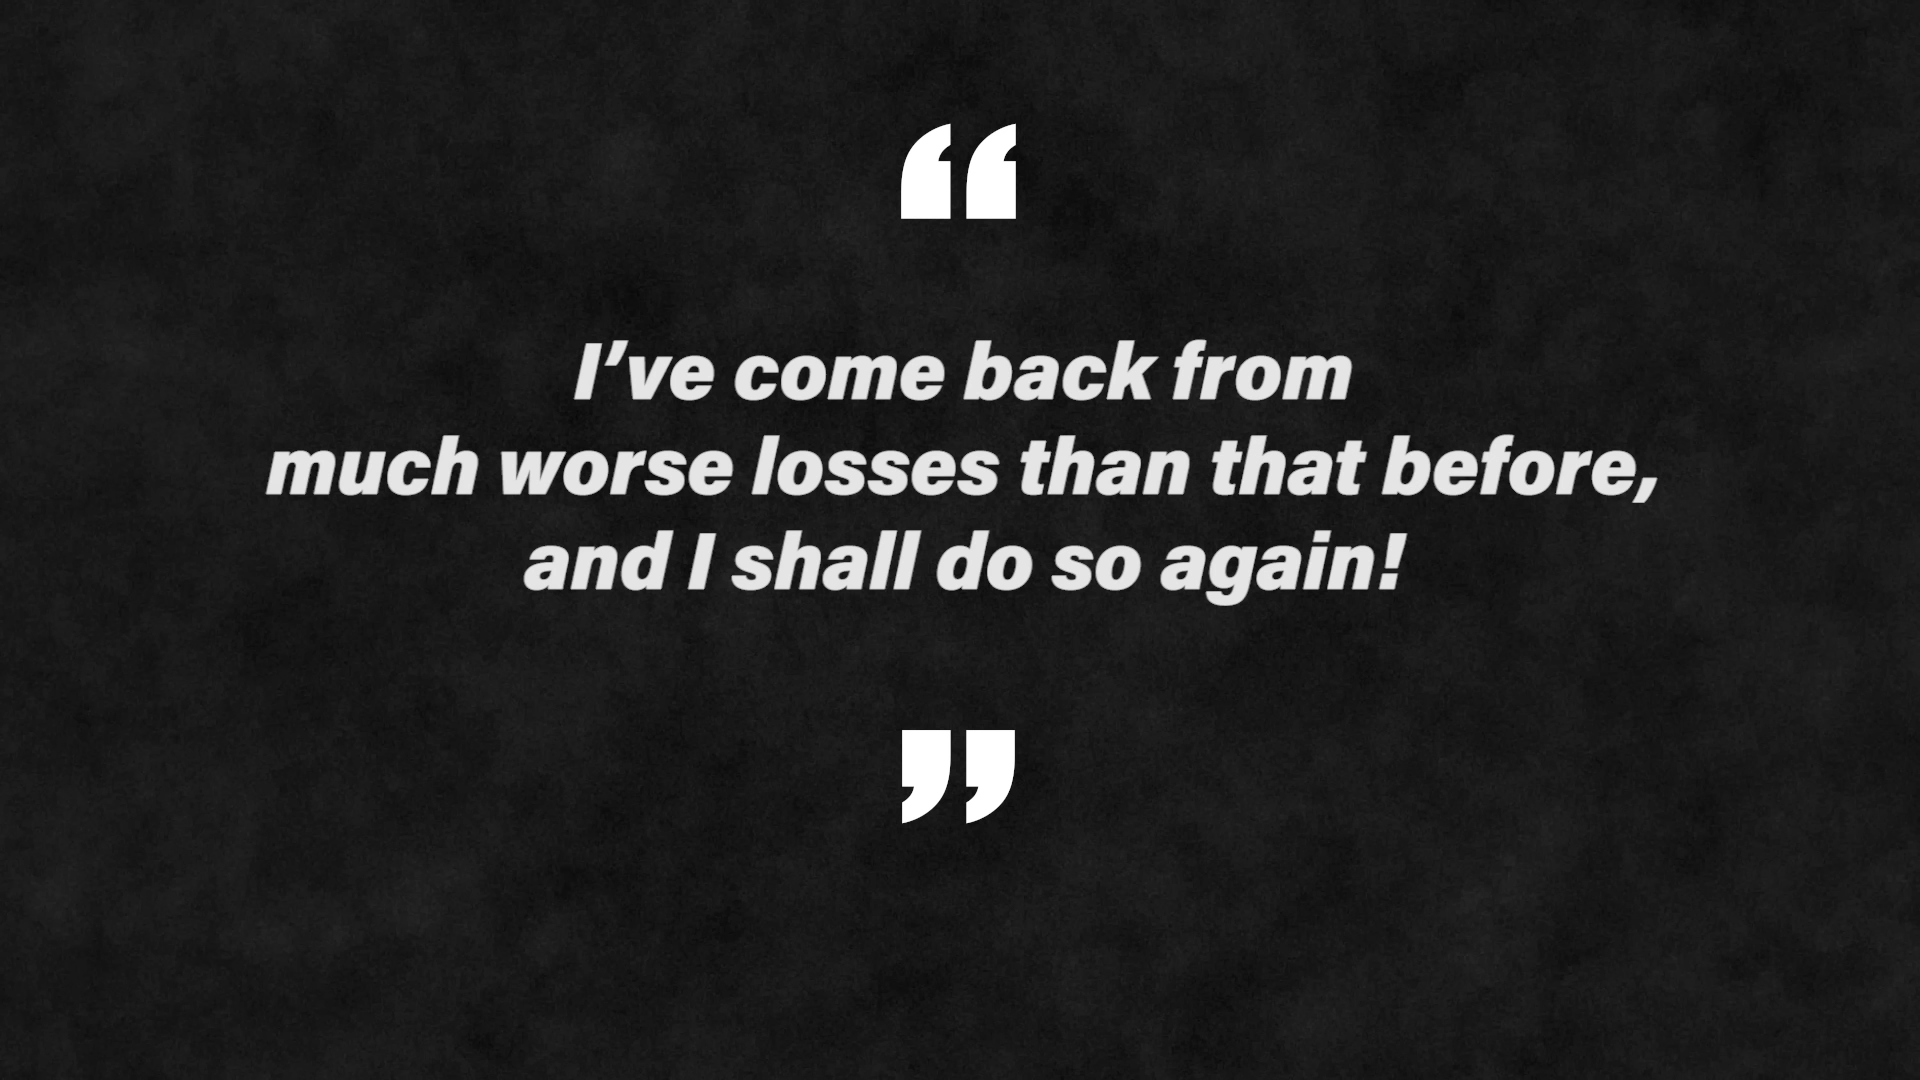 “
I’ve come back from
much worse losses than that before,
and I shall do so again!
”